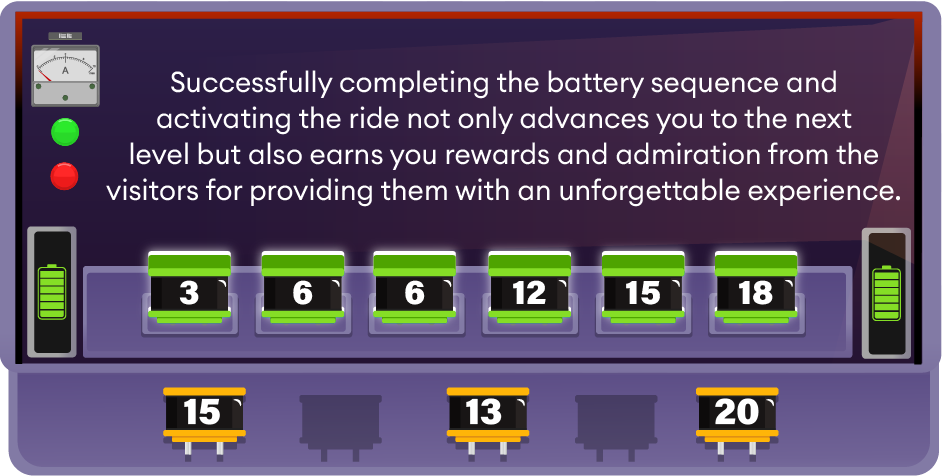 A
Successfully completing the battery sequence and
activating the ride not only advances you to the next
level but also earns you rewards and admiration from the
visitors for providing them with an unforgettable experience.
3 6 6 12 15 18
15 13 20